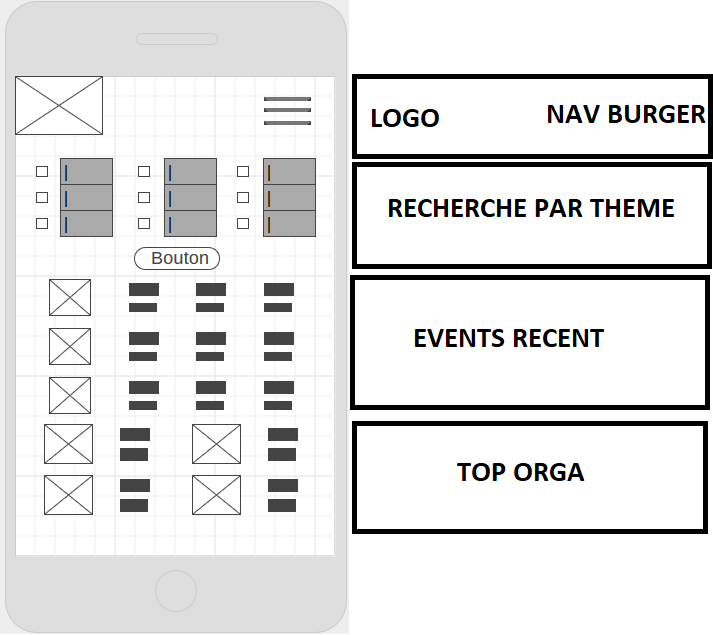 LOGO
NAV BURGER
RECHERCHE PAR THEME
Bouton
EVENTS RECENT
TOP ORGA